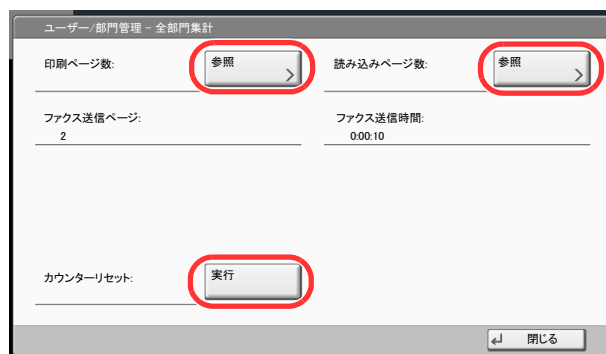 ユーザー/部門管理 - 全部門集計
印刷ページ数: 参照 読み込みページ数: 参照
ファクス送信ページ: ファクス送信時間:
2 0:00:10
カウンターリセット: 実行
閉じる